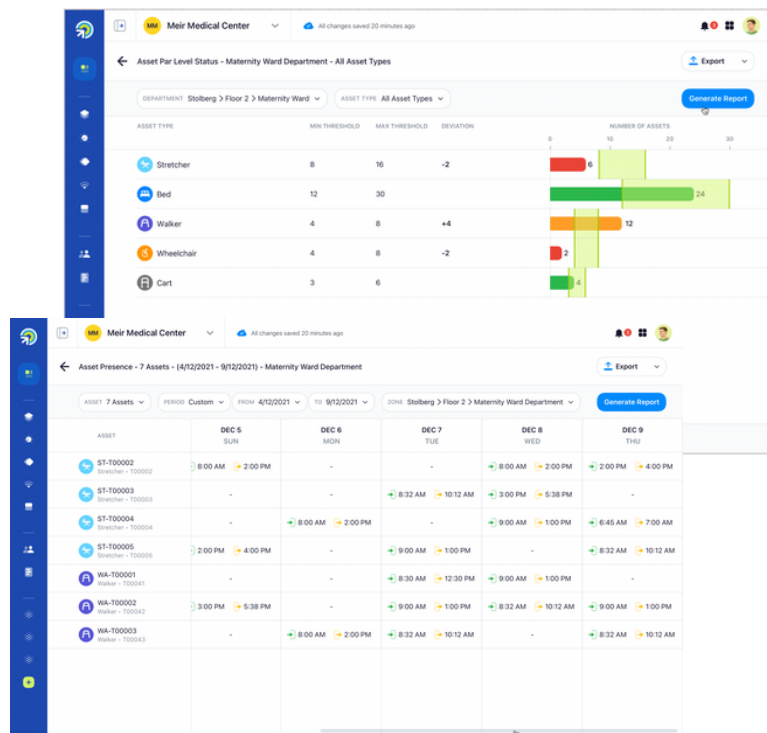 MM Meir Medical Center All changes saved 20 minutes ago
Asset Par Level Status - Maternity Ward Department - All Asset Types Export
DEPARTMENT Stolberg > Floor 2 > Maternity Ward ASSET TYPE All Asset Types Generate Report
ASSET TYPE MIN THRESHOLD MAX THRESHOLD DEVIATION NUMBER OF ASSETS
0 10 20 30
Stretcher 8 16 -2 6
Bed 12 30 24
Walker 4 8 +4 12
Wheelchair 4 8 -2 2
Cart 3 6 4
MM Meir Medical Center All changes saved 20 minutes ago
Asset Presence - 7 Assets - (4/12/2021 - 9/12/2021) - Maternity Ward Department Export
ASSET 7 Assets PERIOD Custom FROM 4/12/2021 TO 9/12/2021 ZONE Stolberg > Floor 2 > Maternity Ward Department Generate Report
ASSET DEC 5 DEC 6 DEC 7 DEC 8 DEC 9
SUN MON TUE WED THU
ST-T00002 8:00 AM 2:00 PM - - 8:00 AM 2:00 PM 2:00 PM 4:00 PM
Stretcher - T00002
ST-T00003 - - 8:32 AM 10:12 AM 3:00 PM 5:38 PM -
Stretcher - T00003
ST-T00004 - 8:00 AM 2:00 PM - 9:00 AM 1:00 PM 6:45 AM 7:00 AM
Stretcher - T00004
ST-T00005 2:00 PM 4:00 PM - 9:00 AM 1:00 PM - 8:32 AM 10:12 AM
Stretcher - T00005
WA-T00001 - - 8:30 AM 12:30 PM 9:00 AM 1:00 PM -
Walker - T00041
WA-T00002 3:00 PM 5:38 PM - 9:00 AM 1:00 PM 8:32 AM 10:12 AM 9:00 AM 1:00 PM
Walker - T00042
WA-T00003 - 8:00 AM 2:00 PM 8:32 AM 10:12 AM - 8:32 AM 10:12 AM
Walker - T00043